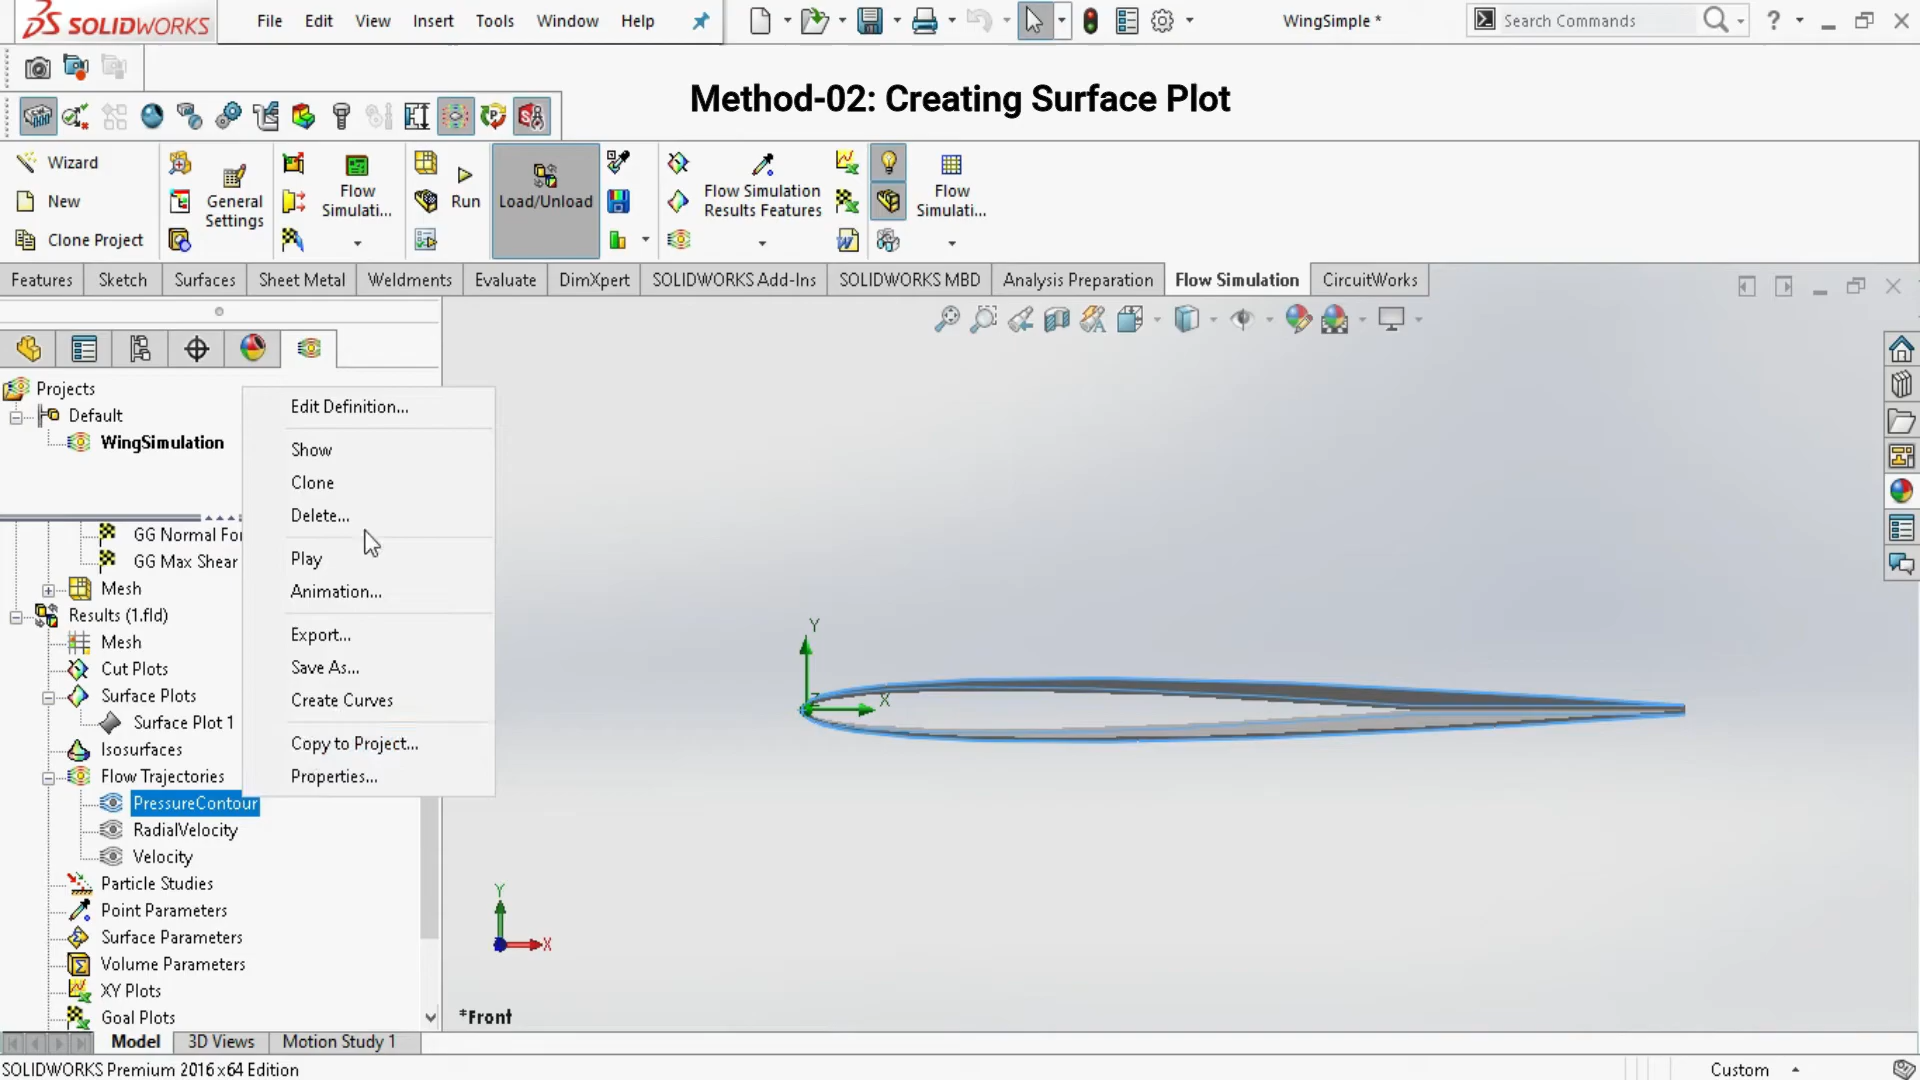 SOLIDWORKS
File Edit View Insert Tools Window Help
WingSimple *
Search Commands
?
Method-02: Creating Surface Plot
Wizard
New
Clone Project
General
Settings
Flow
Simulati...
Run
Load/Unload
Flow Simulation
Results Features
Flow
Simulati...
Features Sketch Surfaces Sheet Metal Weldments Evaluate DimXpert SOLIDWORKS Add-Ins SOLIDWORKS MBD Analysis Preparation Flow Simulation CircuitWorks
Projects
Default
WingSimulation
GG Normal For
GG Max Shear
Mesh
Results (1.fld)
Mesh
Cut Plots
Surface Plots
Surface Plot 1
Isosurfaces
Flow Trajectories
PressureContour
RadialVelocity
Velocity
Particle Studies
Point Parameters
Surface Parameters
Volume Parameters
XY Plots
Goal Plots
Edit Definition...
Show
Clone
Delete...
Play
Animation...
Export...
Save As...
Create Curves
Copy to Project...
Properties...
Y
Z
X
Y
X
*Front
Model 3D Views Motion Study 1
SOLIDWORKS Premium 2016 x64 Edition
Custom